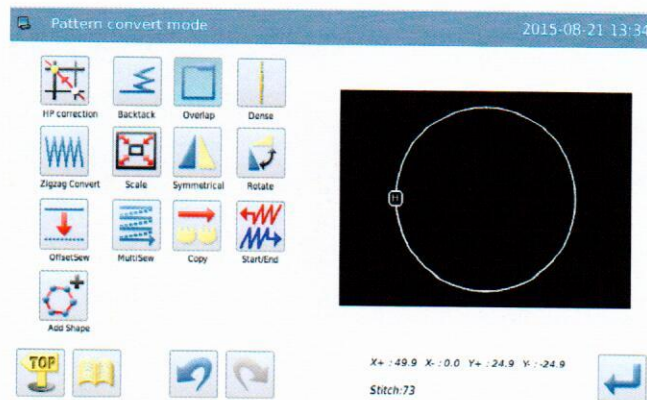 Pattern convert mode 2015-08-21 13:34
HP correction Backtack Overlap Dense
Zigzag Convert Scale Symmetrical Rotate
OffsetSew MultiSew Copy Start/End
Add Shape
H
TOP
X+ :49.9 X- :0.0 Y+ :24.9 Y- :-24.9
Stitch:73